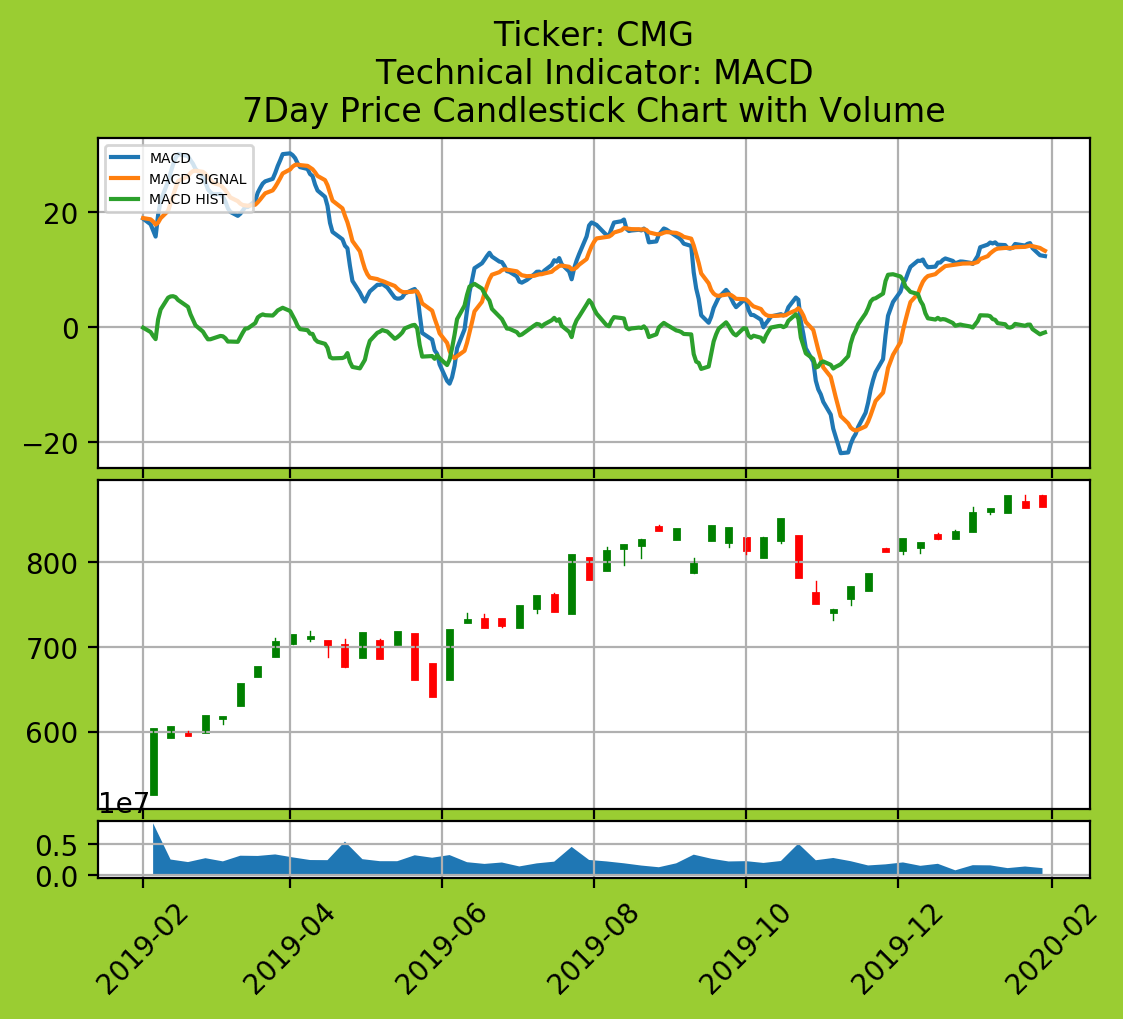 Ticker: CMG
Technical Indicator: MACD
7Day Price Candlestick Chart with Volume
MACD
MACD SIGNAL
MACD HIST
20
0
−20
800
700
600
1e7
0.5
0.0
2019-02
2019-04
2019-06
2019-08
2019-10
2019-12
2020-02